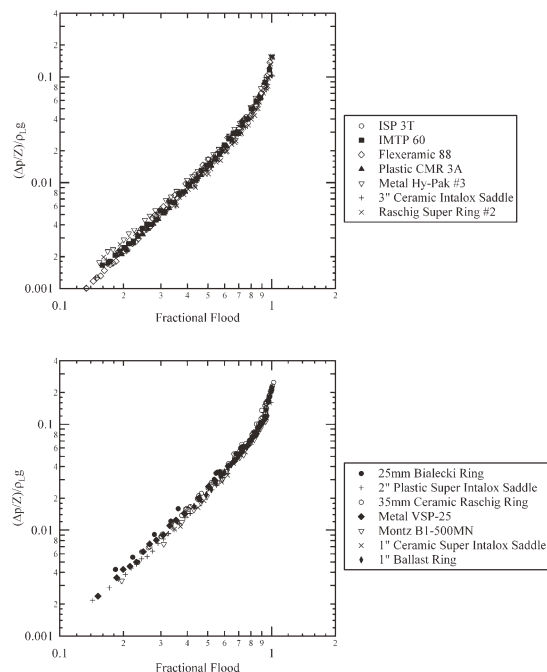 4
2
0.1
8
6
4
2
0.01
8
6
4
2
0.001
(Δp/Z)/ρLg
0.1 2 3 4 5 6 7 8 9 1 2
Fractional Flood
ISP 3T
IMTP 60
Flexeramic 88
Plastic CMR 3A
Metal Hy-Pak #3
3" Ceramic Intalox Saddle
Raschig Super Ring #2
4
2
0.1
8
6
4
2
0.01
8
6
4
2
0.001
(Δp/Z)/ρLg
0.1 2 3 4 5 6 7 8 9 1 2
Fractional Flood
25mm Bialecki Ring
2" Plastic Super Intalox Saddle
35mm Ceramic Raschig Ring
Metal VSP-25
Montz B1-500MN
1" Ceramic Super Intalox Saddle
1" Ballast Ring